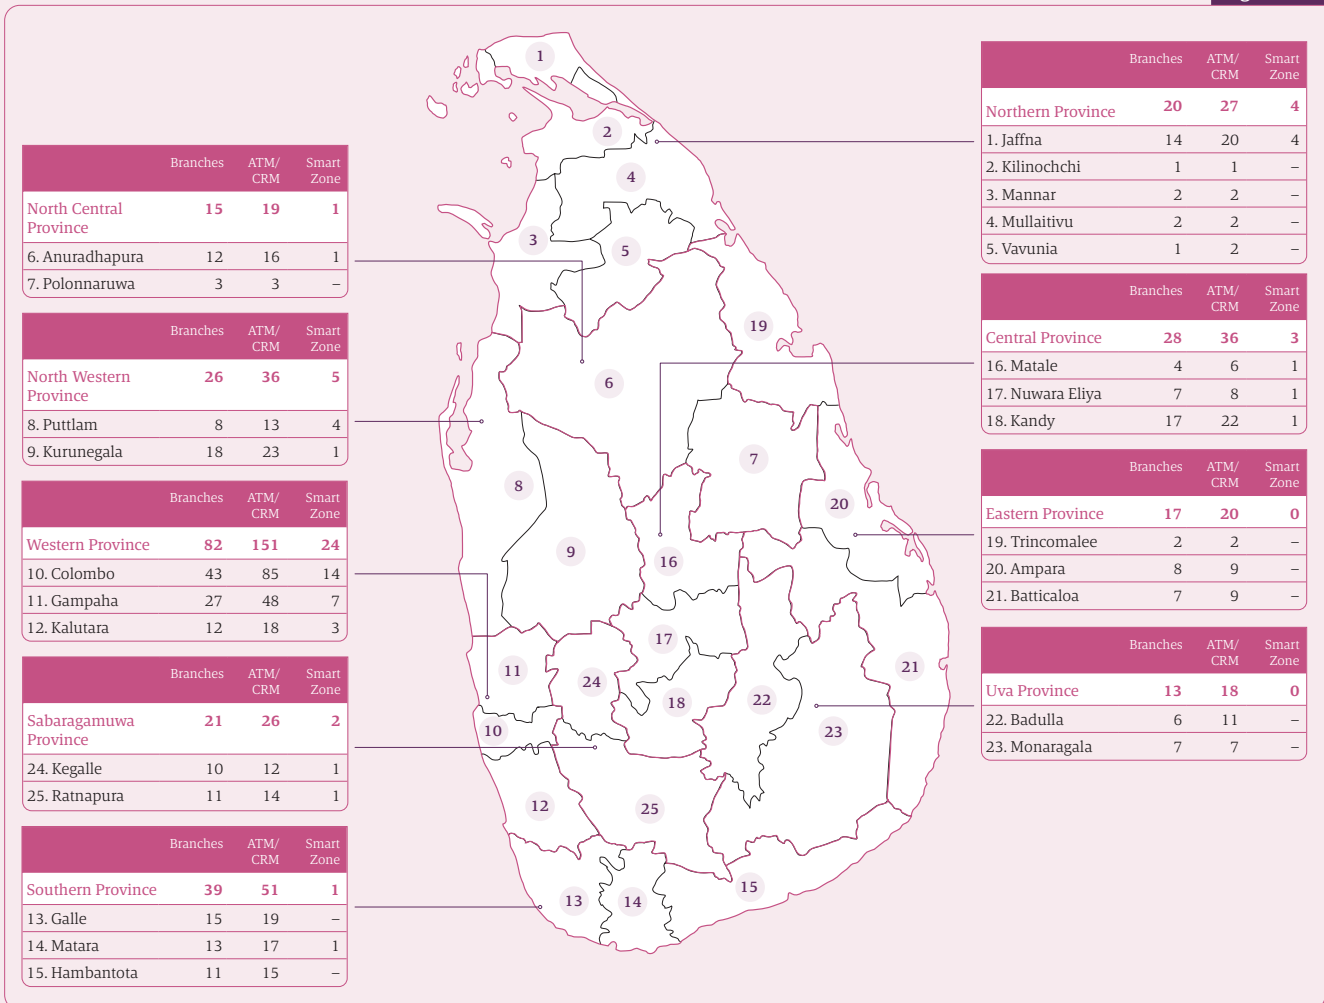 Branches ATM/ CRM Smart Zone
North Central Province 15 19 1
6. Anuradhapura 12 16 1
7. Polonnaruwa 3 3 –
Branches ATM/ CRM Smart Zone
North Western Province 26 36 5
8. Puttlam 8 13 4
9. Kurunegala 18 23 1
Branches ATM/ CRM Smart Zone
Western Province 82 151 24
10. Colombo 43 85 14
11. Gampaha 27 48 7
12. Kalutara 12 18 3
Branches ATM/ CRM Smart Zone
Sabaragamuwa Province 21 26 2
24. Kegalle 10 12 1
25. Ratnapura 11 14 1
Branches ATM/ CRM Smart Zone
Southern Province 39 51 1
13. Galle 15 19 –
14. Matara 13 17 1
15. Hambantota 11 15 –
1
2
4
3
5
19
6
7
8
20
9
16
17
11
21
24
18
22
10
23
12
25
15
13
14
Branches ATM/ CRM Smart Zone
Northern Province 20 27 4
1. Jaffna 14 20 4
2. Kilinochchi 1 1 –
3. Mannar 2 2 –
4. Mullaitivu 2 2 –
5. Vavunia 1 2 –
Branches ATM/ CRM Smart Zone
Central Province 28 36 3
16. Matale 4 6 1
17. Nuwara Eliya 7 8 1
18. Kandy 17 22 1
Branches ATM/ CRM Smart Zone
Eastern Province 17 20 0
19. Trincomalee 2 2 –
20. Ampara 8 9 –
21. Batticaloa 7 9 –
Branches ATM/ CRM Smart Zone
Uva Province 13 18 0
22. Badulla 6 11 –
23. Monaragala 7 7 –